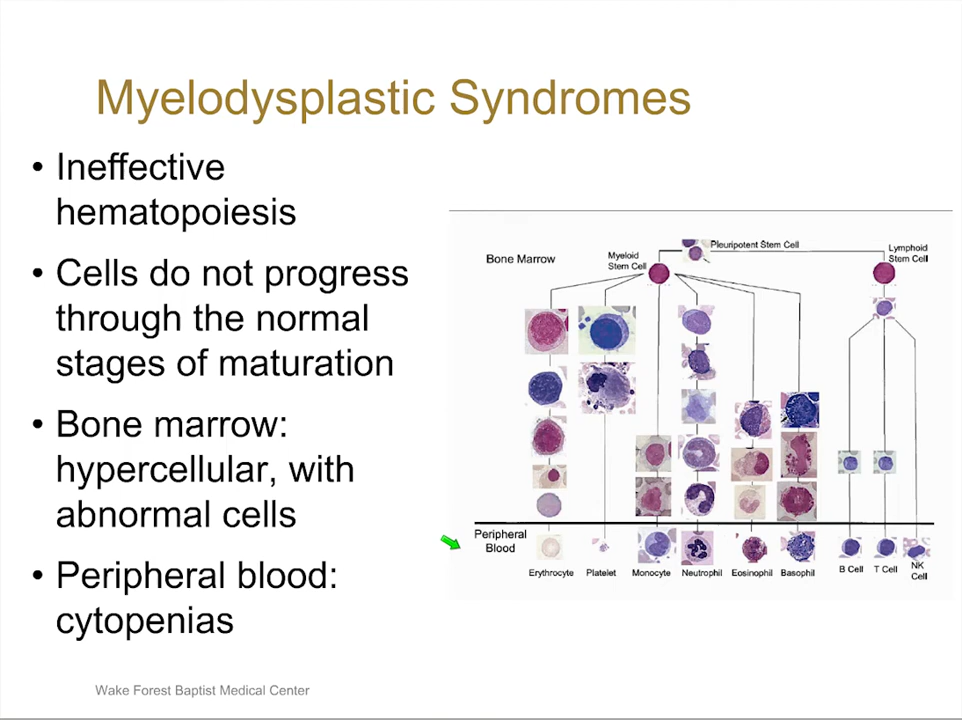 Myelodysplastic Syndromes
• Ineffective
hematopoiesis
• Cells do not progress
through the normal
stages of maturation
• Bone marrow:
hypercellular, with
abnormal cells
• Peripheral blood:
cytopenias
Bone Marrow
Myeloid
Stem Cell
Pleuripotent Stem Cell
Lymphoid
Stem Cell
Peripheral
Blood
Erythrocyte
Platelet
Monocyte
Neutrophil
Eosinophil
Basophil
B Cell
T Cell
NK
Cell
Wake Forest Baptist Medical Center